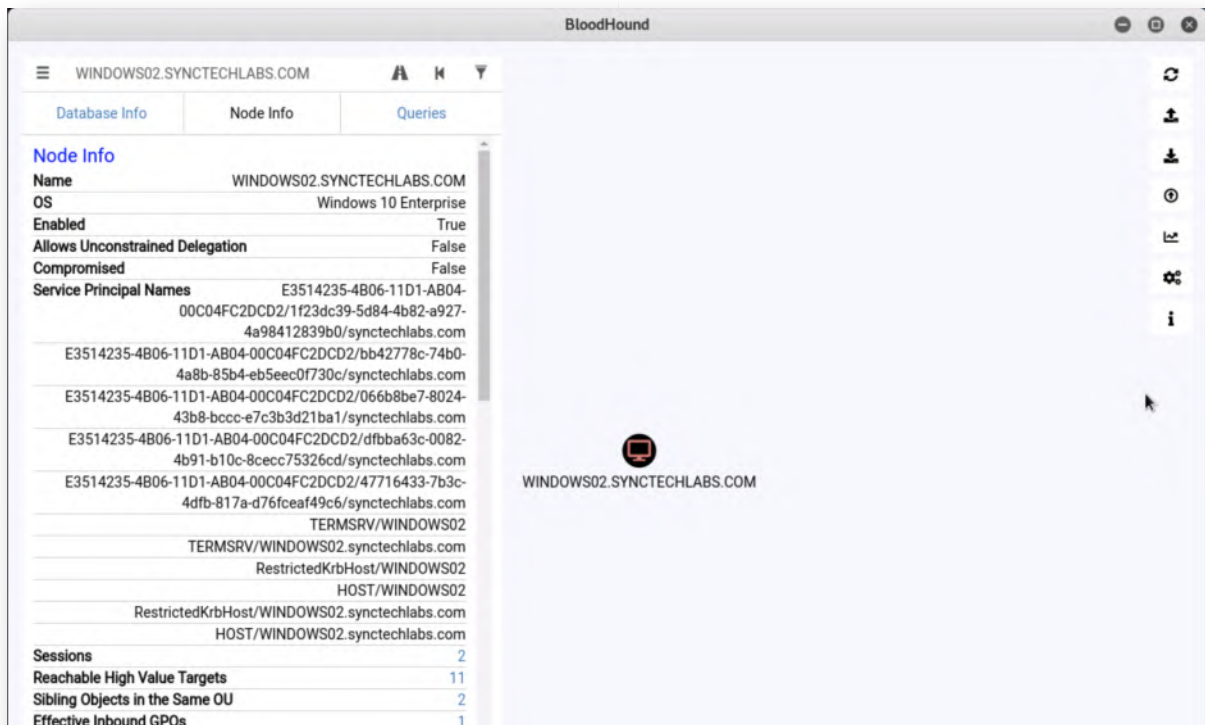 BloodHound
WINDOWS02.SYNCTECHLABS.COM
Database Info Node Info Queries
Node Info
Name WINDOWS02.SYNCTECHLABS.COM
OS Windows 10 Enterprise
Enabled True
Allows Unconstrained Delegation False
Compromised False
Service Principal Names E3514235-4B06-11D1-AB04-
00C04FC2DCD2/1f23dc39-5d84-4b82-a927-
4a98412839b0/synctechlabs.com
E3514235-4B06-11D1-AB04-00C04FC2DCD2/bb42778c-74b0-
4a8b-85b4-eb5eec0f730c/synctechlabs.com
E3514235-4B06-11D1-AB04-00C04FC2DCD2/066b8be7-8024-
43b8-bccc-e7c3b3d21ba1/synctechlabs.com
E3514235-4B06-11D1-AB04-00C04FC2DCD2/dfbba63c-0082-
4b91-b10c-8cecc75326cd/synctechlabs.com
E3514235-4B06-11D1-AB04-00C04FC2DCD2/47716433-7b3c-
4dfb-817a-d76fceaf49c6/synctechlabs.com
TERMSRV/WINDOWS02
TERMSRV/WINDOWS02.synctechlabs.com
RestrictedKrbHost/WINDOWS02
HOST/WINDOWS02
RestrictedKrbHost/WINDOWS02.synctechlabs.com
HOST/WINDOWS02.synctechlabs.com
Sessions 2
Reachable High Value Targets 11
Sibling Objects in the Same OU 2
Effective Inbound GPOs 1
WINDOWS02.SYNCTECHLABS.COM